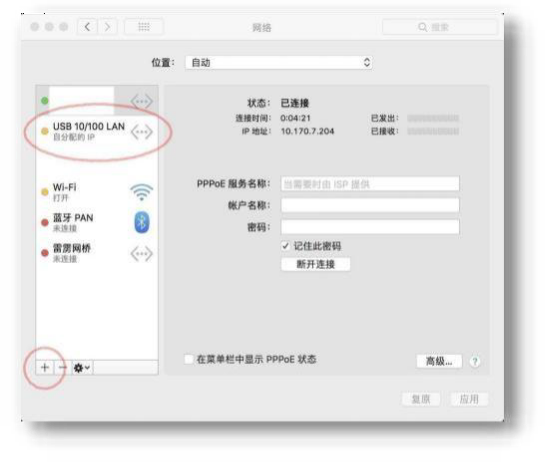 网络
搜索
位置： 自动
USB 10/100 LAN
自分配的 IP
Wi-Fi
打开
蓝牙 PAN
未连接
雷雳网桥
未连接
+ −
状态： 已连接
连接时间： 0:04:21 已发出：
IP 地址： 10.170.7.204 已接收：
PPPoE 服务名称： 当需要时由 ISP 提供
帐户名称：
密码：
记住此密码
断开连接
在菜单栏中显示 PPPoE 状态
高级... ?
复原 应用